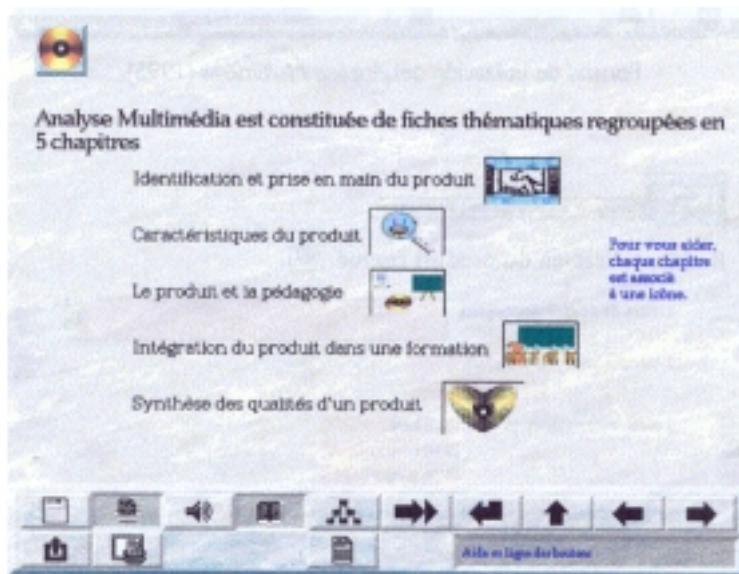 Analyse Multimédia est constituée de fiches thématiques regroupées en
5 chapitres
Identification et prise en main du produit
Caractéristiques du produit
Le produit et la pédagogie
Pour vous aider,
chaque chapitre
est associé
à une icône.
Intégration du produit dans une formation
Synthèse des qualités d'un produit
Aide en ligne des boutons